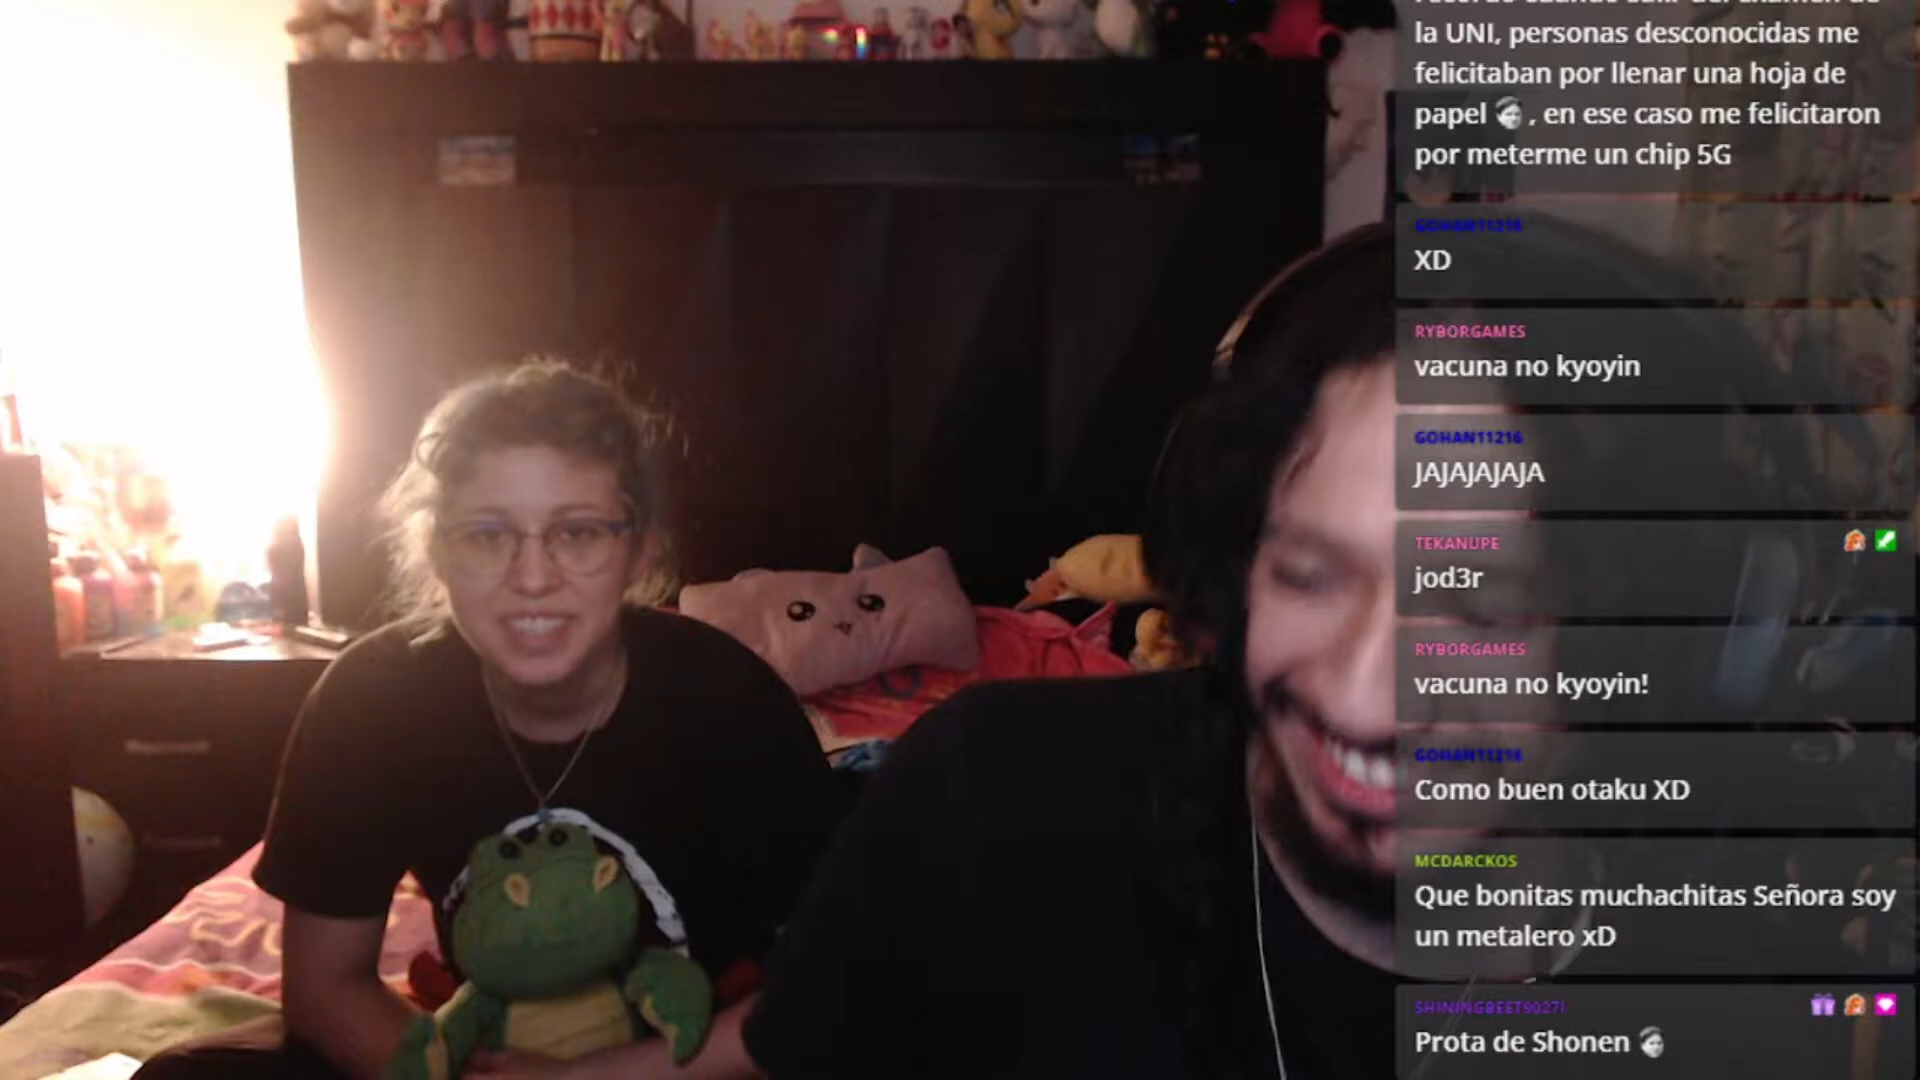 la UNI, personas desconocidas me
felicitaban por llenar una hoja de
papel , en ese caso me felicitaron
por meterme un chip 5G
GOHAN11216
XD
RYBORGAMES
vacuna no kyoyin
GOHAN11216
JAJAJAJAJA
TEKANUPE
jod3r
RYBORGAMES
vacuna no kyoyin!
GOHAN11216
Como buen otaku XD
MCDARCKOS
Que bonitas muchachitas Señora soy
un metalero xD
Prota de Shonen